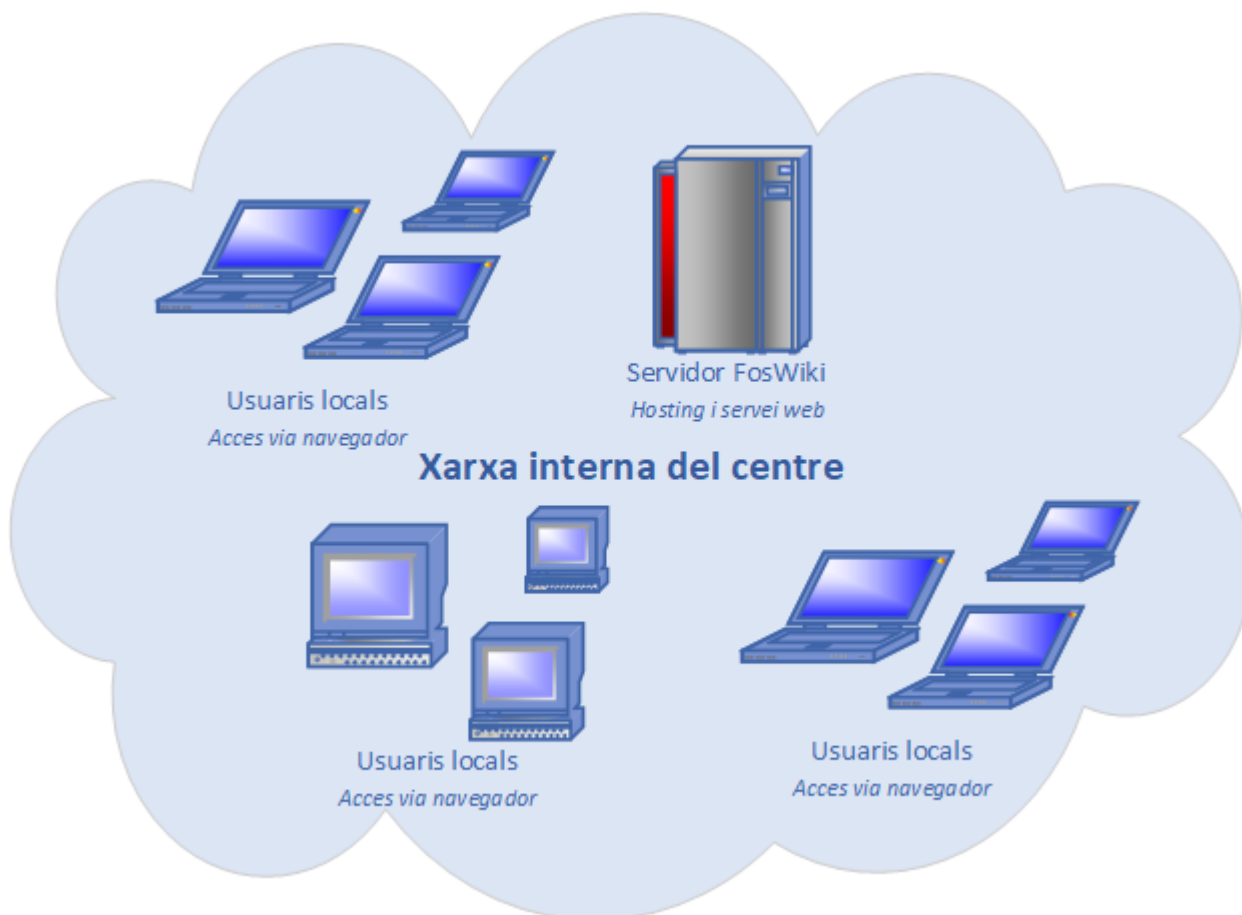 Usuaris locals
Acces via navegador
Servidor FosWiki
Hosting i servei web
Xarxa interna del centre
Usuaris locals
Acces via navegador
Usuaris locals
Acces via navegador